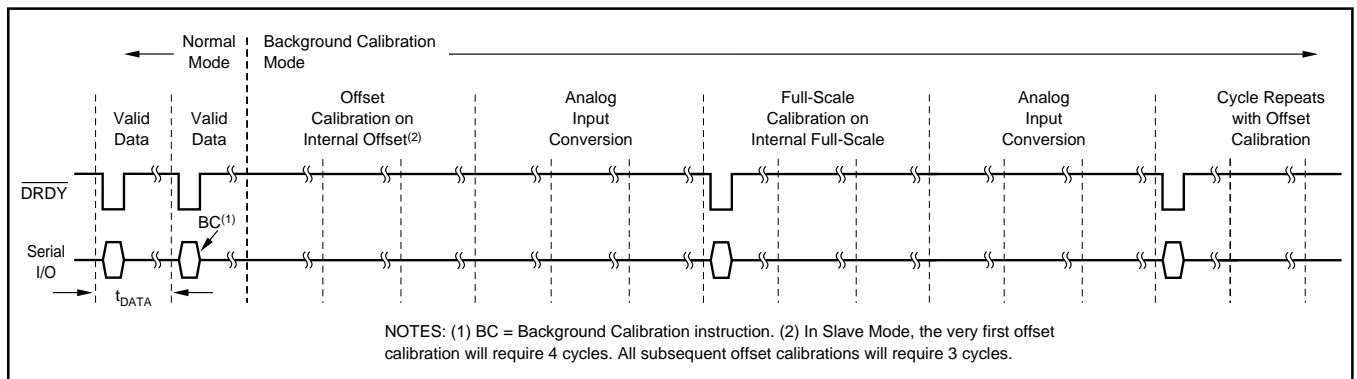 Normal
Mode
Background Calibration
Mode
Valid
Data
Valid
Data
Offset
Calibration on
Internal Offset(2)
Analog
Input
Conversion
Full-Scale
Calibration on
Internal Full-Scale
Analog
Input
Conversion
Cycle Repeats
with Offset
Calibration
DRDY
BC(1)
Serial
I/O
tDATA
NOTES: (1) BC = Background Calibration instruction. (2) In Slave Mode, the very first offset
calibration will require 4 cycles. All subsequent offset calibrations will require 3 cycles.